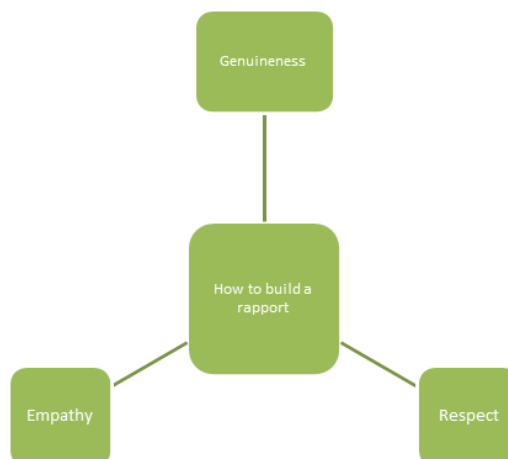 Genuineness
How to build a
rapport
Empathy
Respect